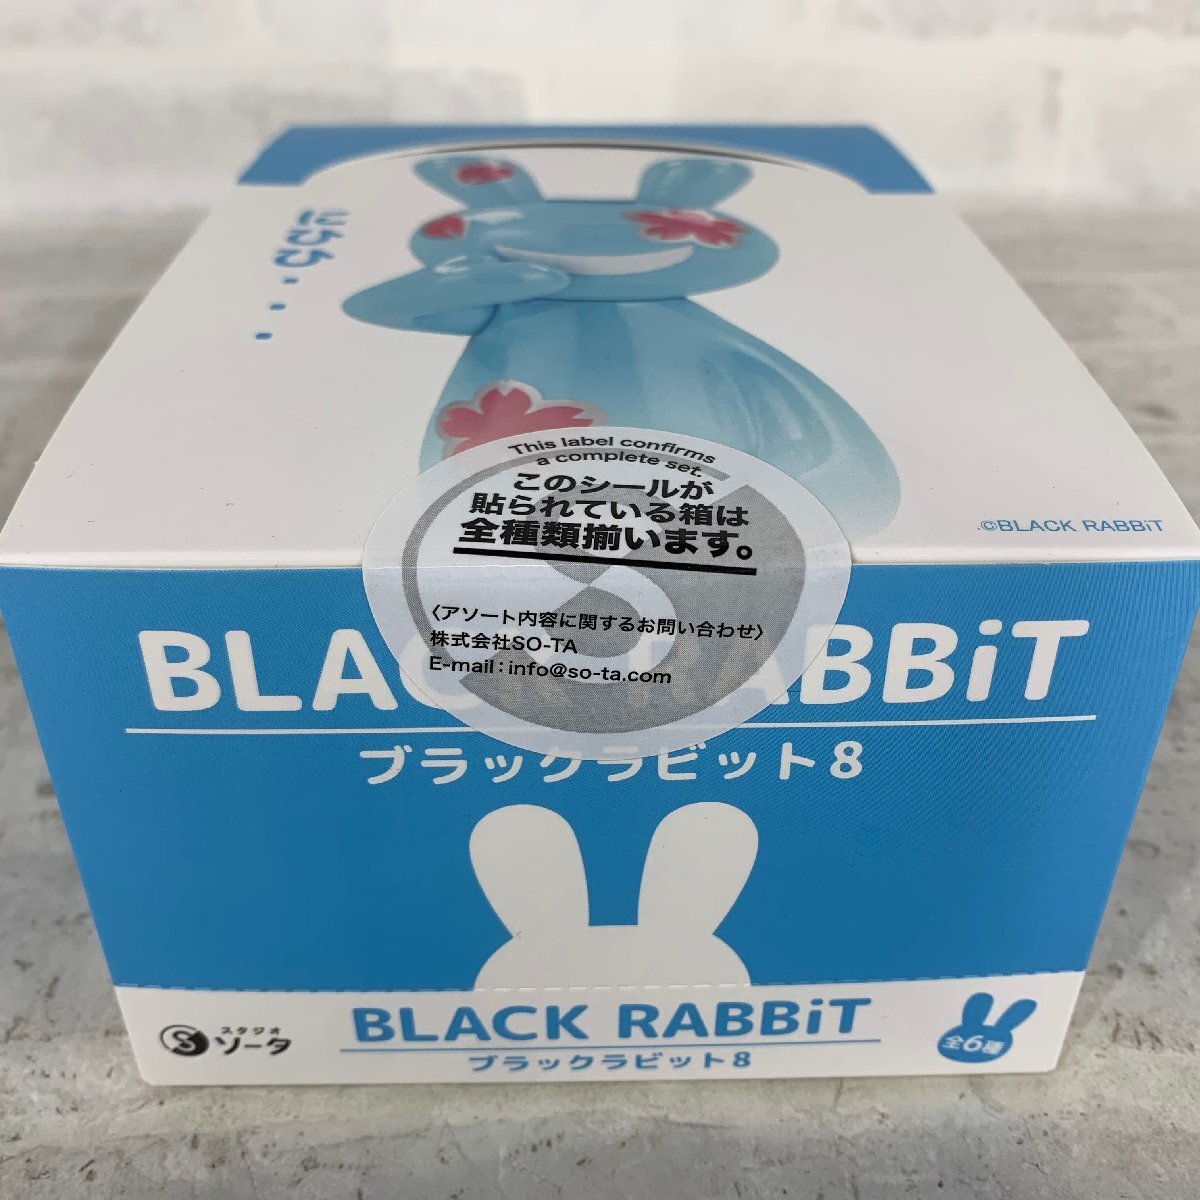 にうう・・・
©BLACK RABBiT
This label confirms
a complete set.
このシールが
貼られている箱は
全種類揃います。
〈アソート内容に関するお問い合わせ〉
株式会社SO-TA
E-mail：info@so-ta.com
BLACK RABBiT
ブラックラビット8
スタジオ
ソータ
BLACK RABBiT
ブラックラビット8
全6種